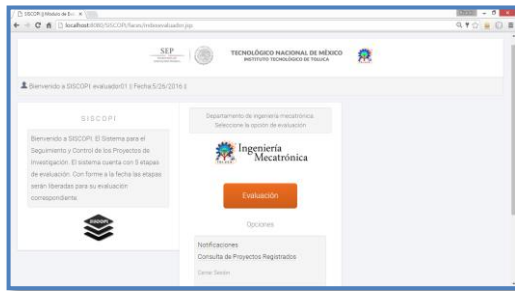 SISCOPI | Modulo de Ev
localhost:8080/SISCOPI/faces/indexevaluador.jsp
SEP
TECNOLÓGICO NACIONAL DE MÉXICO
INSTITUTO TECNOLÓGICO DE TOLUCA
Bienvenido a SISCOPI: evaluador01 || Fecha:5/26/2016 ||
SISCOPI
Bienvenido a SISCOPI. El Sistema para el
Seguimiento y Control de los Proyectos de
Investigación. El sistema cuenta con 5 etapas
de evaluación. Con forme a la fecha las etapas
serán liberadas para su evaluación
correspondiente.
SISCOPI
Departamento de ingeniería mecatrónica
Seleccione la opción de evaluación
Ingeniería
Mecatrónica
Evaluación
Opciones
Notificaciones
Consulta de Proyectos Registrados
Cerrar Sesión